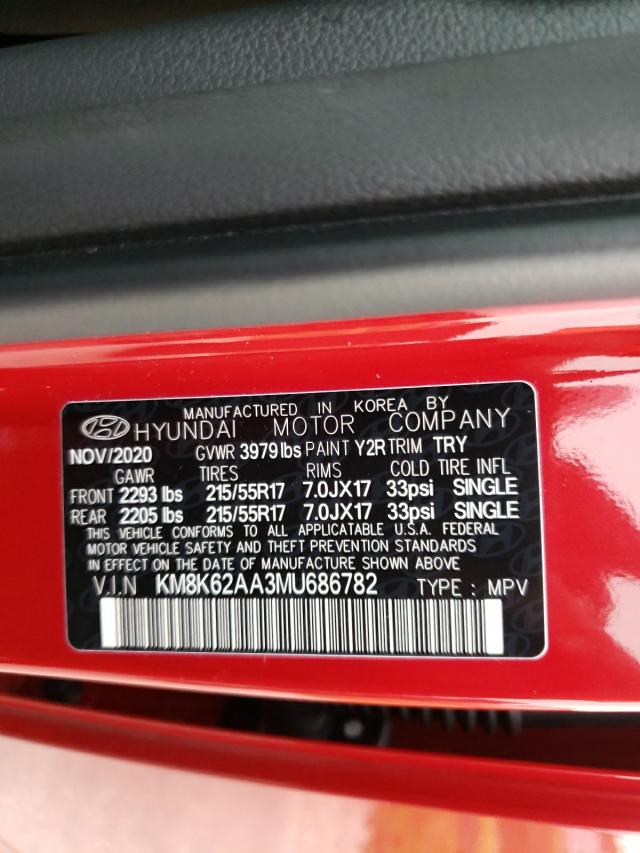 MANUFACTURED IN KOREA BY
HYUNDAI MOTOR COMPANY
NOV/2020 GVWR 3979lbs PAINT Y2R TRIM TRY
GAWR TIRES RIMS COLD TIRE INFL
FRONT 2293 lbs 215/55R17 7.0JX17 33psi SINGLE
REAR 2205 lbs 215/55R17 7.0JX17 33psi SINGLE
THIS VEHICLE CONFORMS TO ALL APPLICATABLE U.S.A. FEDERAL
MOTOR VEHICLE SAFETY AND THEFT PREVENTION STANDARDS
IN EFFECT ON THE DATE OF MANUFACTURE SHOWN ABOVE
V.I.N KM8K62AA3MU686782 TYPE : MPV